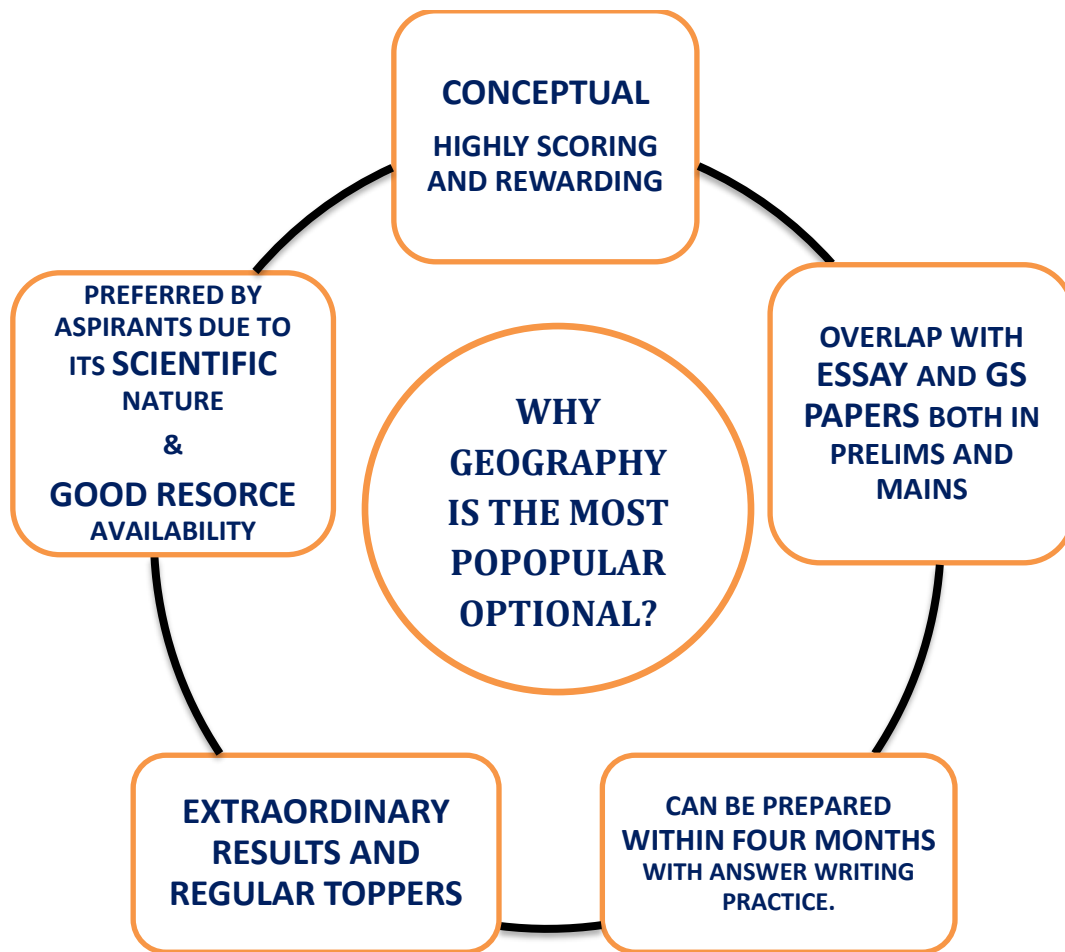 CONCEPTUAL
HIGHLY SCORING
AND REWARDING
PREFERRED BY
ASPIRANTS DUE TO
ITS SCIENTIFIC
NATURE
&
GOOD RESORCE
AVAILABILITY
WHY
GEOGRAPHY
IS THE MOST
POPOPULAR
OPTIONAL?
OVERLAP WITH
ESSAY AND GS
PAPERS BOTH IN
PRELIMS AND
MAINS
EXTRAORDINARY
RESULTS AND
REGULAR TOPPERS
CAN BE PREPARED
WITHIN FOUR MONTHS
WITH ANSWER WRITING
PRACTICE.